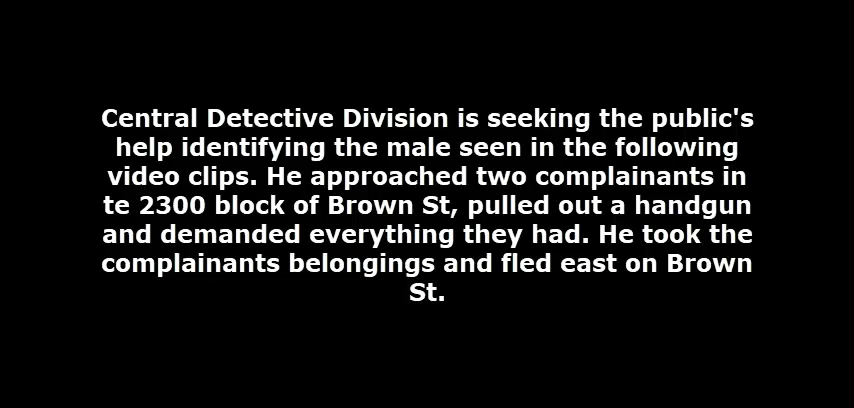 Central Detective Division is seeking the public's
help identifying the male seen in the following
video clips. He approached two complainants in
te 2300 block of Brown St, pulled out a handgun
and demanded everything they had. He took the
complainants belongings and fled east on Brown
St.